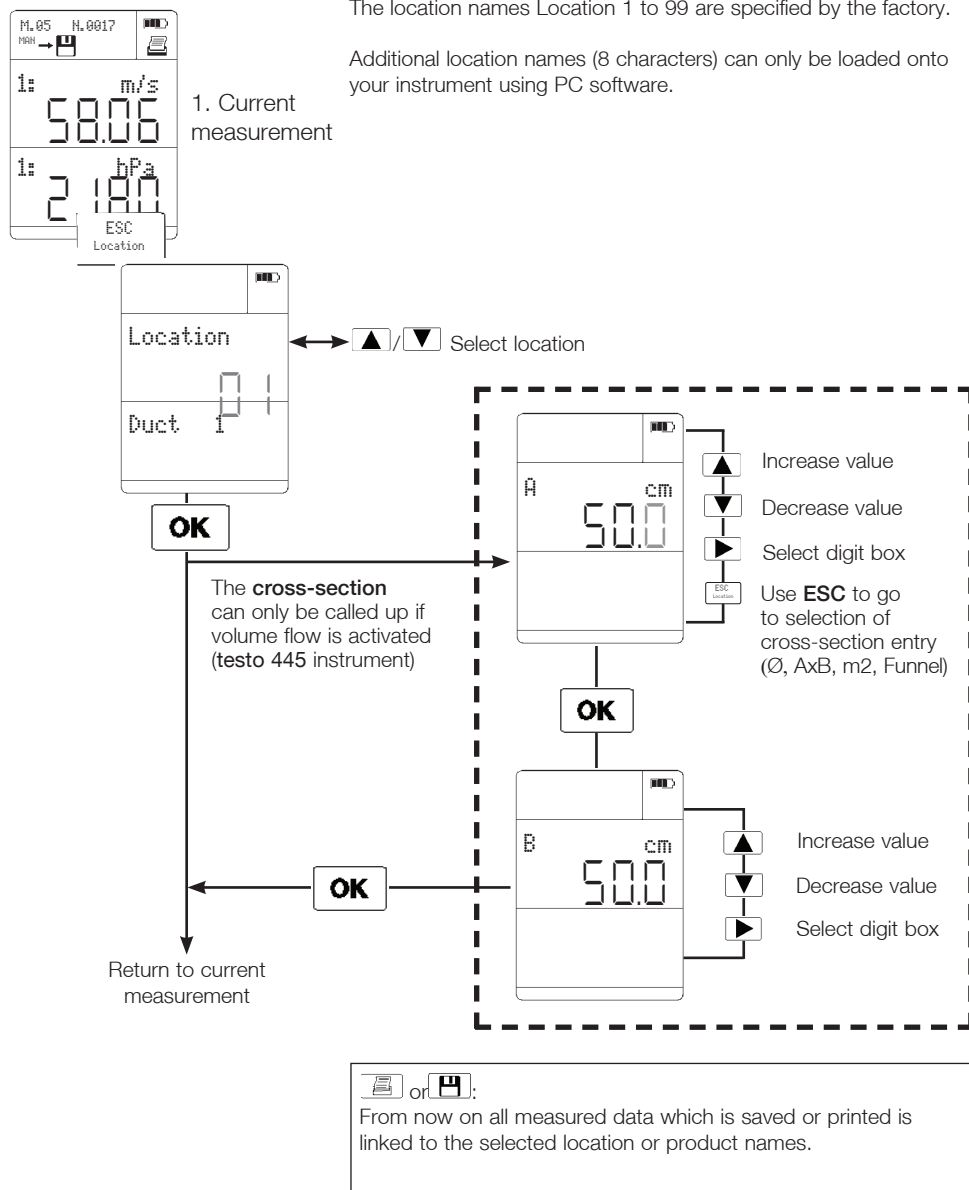 The location names Location 1 to 99 are specified by the factory.
Additional location names (8 characters) can only be loaded onto
your instrument using PC software.
M.05 N.0017
MAN
1: m/s
58.06
1: hPa
2180
1. Current
measurement
ESC
Location
Location
01
Duct 1
Select location
OK
The cross-section
can only be called up if
volume flow is activated
(testo 445 instrument)
A cm
50.0
Increase value
Decrease value
Select digit box
ESC
Location
Use ESC to go
to selection of
cross-section entry
(Ø, AxB, m2, Funnel)
OK
B cm
50.0
Increase value
Decrease value
Select digit box
OK
Return to current
measurement
or :
From now on all measured data which is saved or printed is
linked to the selected location or product names.